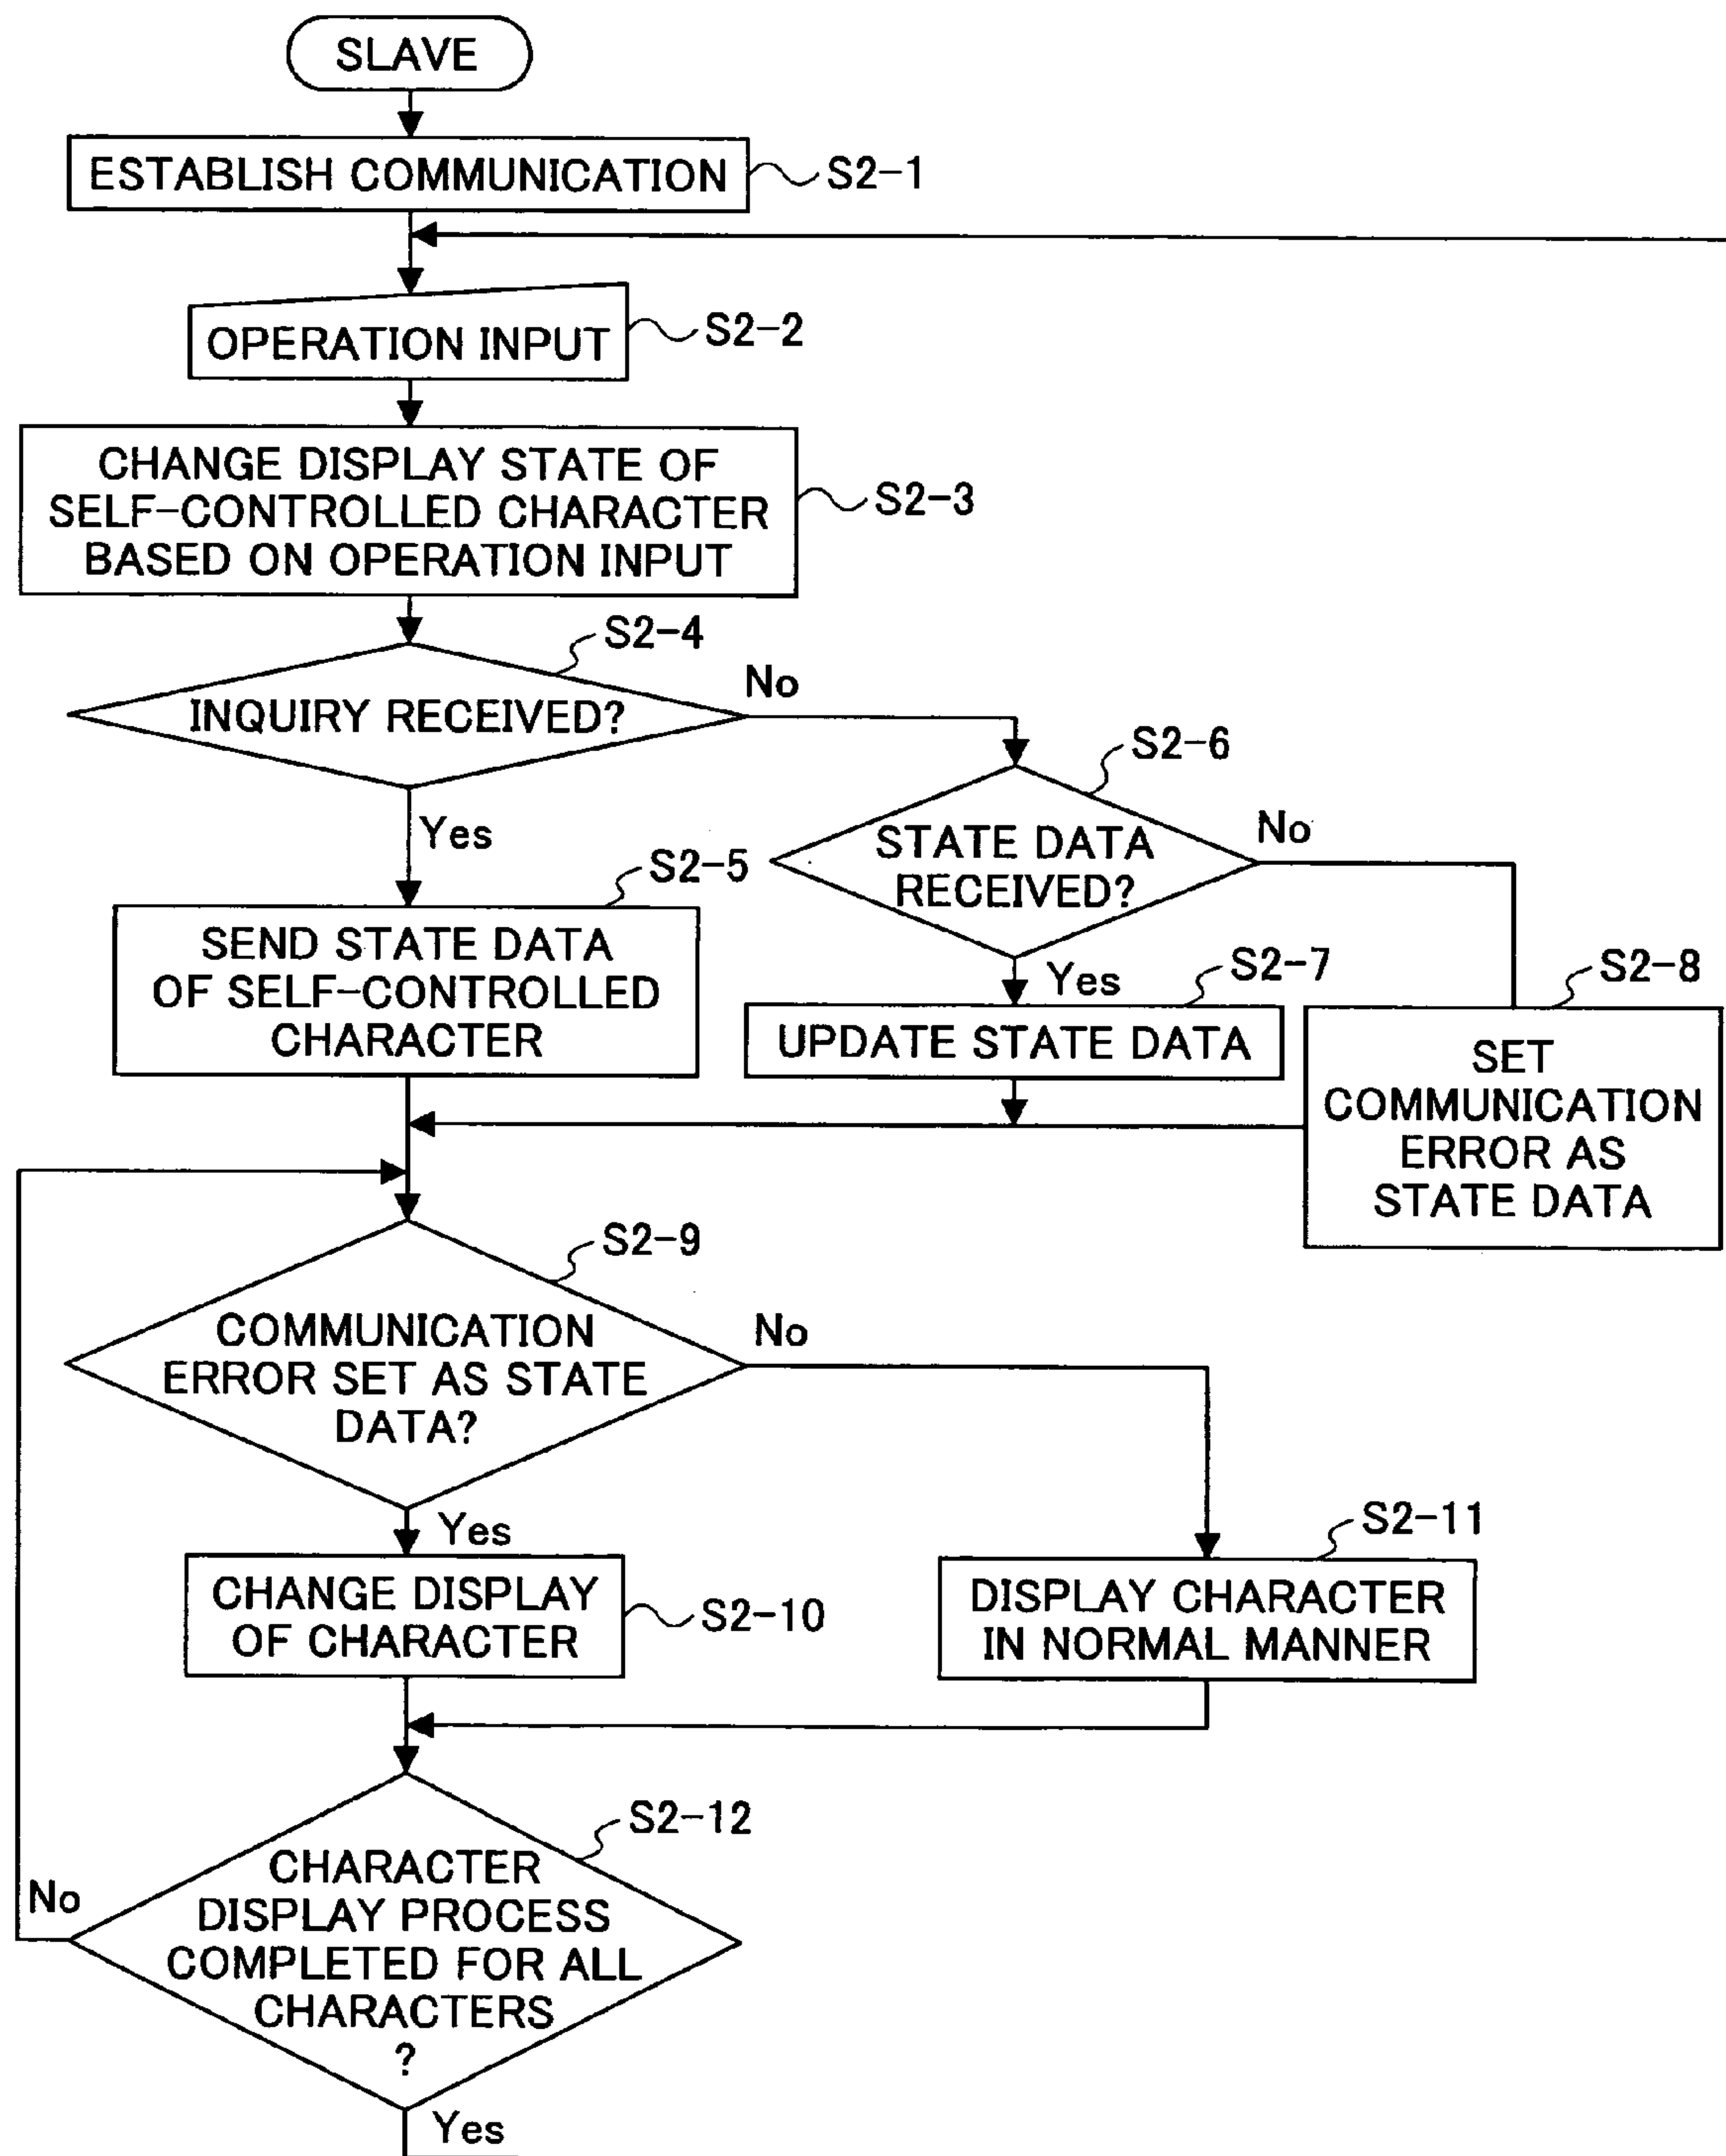 SLAVE
ESTABLISH COMMUNICATION
S2-1
OPERATION INPUT
S2-2
CHANGE DISPLAY STATE OF
SELF-CONTROLLED CHARACTER
BASED ON OPERATION INPUT
S2-3
S2-4
INQUIRY RECEIVED?
No
Yes
S2-6
STATE DATA
RECEIVED?
No
Yes
S2-5
SEND STATE DATA
OF SELF-CONTROLLED
CHARACTER
S2-7
UPDATE STATE DATA
S2-8
SET
COMMUNICATION
ERROR AS
STATE DATA
S2-9
COMMUNICATION
ERROR SET AS STATE
DATA?
No
Yes
CHANGE DISPLAY
OF CHARACTER
S2-10
S2-11
DISPLAY CHARACTER
IN NORMAL MANNER
S2-12
CHARACTER
DISPLAY PROCESS
COMPLETED FOR ALL
CHARACTERS
?
No
Yes